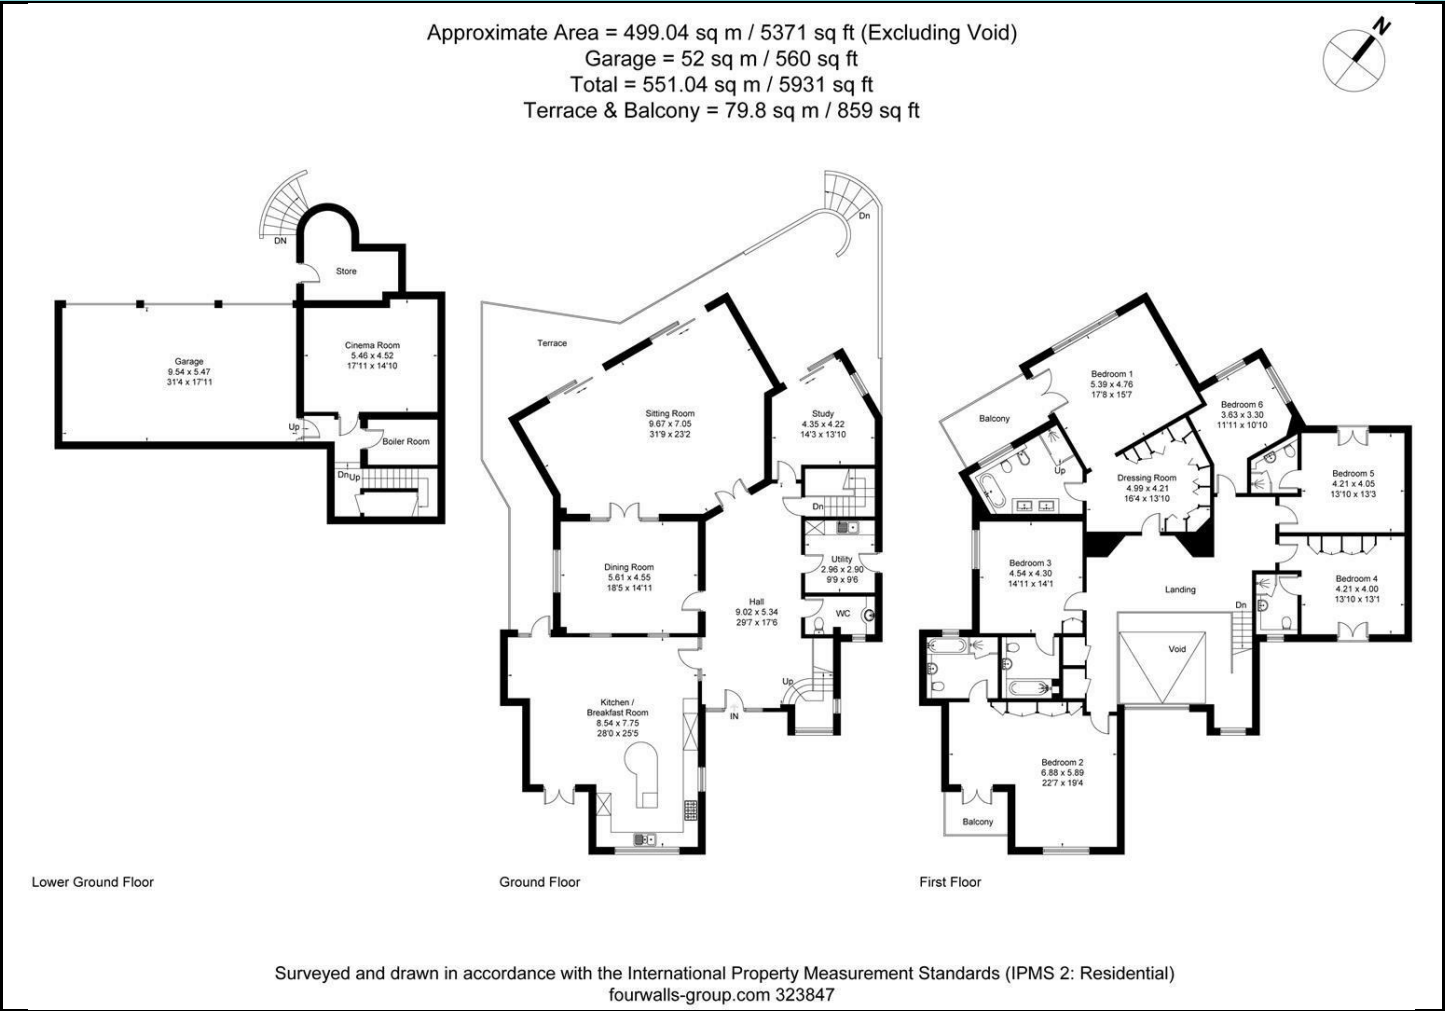 Approximate Area = 499.04 sq m / 5371 sq ft (Excluding Void)
Garage = 52 sq m / 560 sq ft
Total = 551.04 sq m / 5931 sq ft
Terrace & Balcony = 79.8 sq m / 859 sq ft
N
DN
Store
Garage
9.54 x 5.47
31'4 x 17'11
Cinema Room
5.46 x 4.52
17'11 x 14'10
Up
Boiler Room
Dn
Up
Lower Ground Floor
Dn
Terrace
Sitting Room
9.67 x 7.05
31'9 x 23'2
Study
4.35 x 4.22
14'3 x 13'10
Dn
Dining Room
5.61 x 4.55
18'5 x 14'11
Utility
2.96 x 2.90
9'9 x 9'6
Hall
9.02 x 5.34
29'7 x 17'6
WC
Up
IN
Kitchen /
Breakfast Room
8.54 x 7.75
28'0 x 25'5
Ground Floor
Bedroom 1
5.39 x 4.76
17'8 x 15'7
Balcony
Bedroom 6
3.63 x 3.30
11'11 x 10'10
Up
Dressing Room
4.99 x 4.21
16'4 x 13'10
Bedroom 5
4.21 x 4.05
13'10 x 13'3
Bedroom 3
4.54 x 4.30
14'11 x 14'1
Bedroom 4
4.21 x 4.00
13'10 x 13'1
Landing
Dn
Void
Bedroom 2
6.88 x 5.89
22'7 x 19'4
Balcony
First Floor
Surveyed and drawn in accordance with the International Property Measurement Standards (IPMS 2: Residential)
fourwalls-group.com 323847